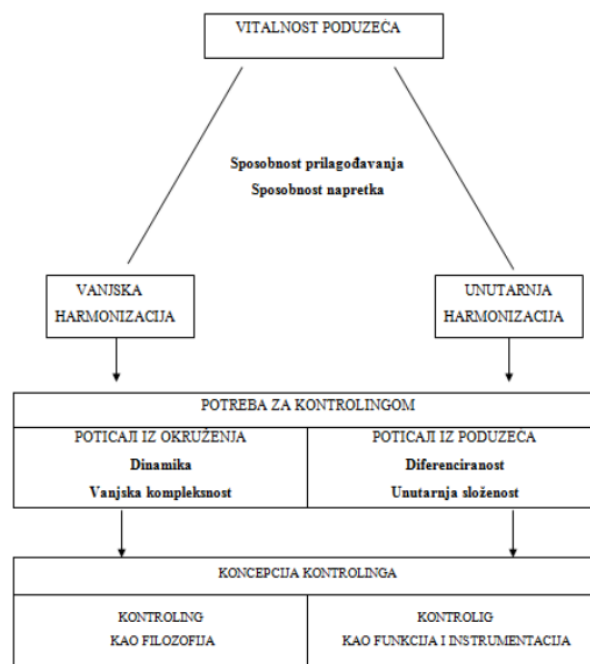 VITALNOST PODUZEĆA
Sposobnost prilagođavanja
Sposobnost napretka
VANJSKA
HARMONIZACIJA
UNUTARNJA
HARMONIZACIJA
POTREBA ZA KONTROLINGOM
POTICAJI IZ OKRUŽENJA
Dinamika
Vanjska kompleksnost
POTICAJI IZ PODUZEĆA
Diferenciranost
Unutarnja složenost
KONCEPCIJA KONTROLINGA
KONTROLING
KAO FILOZOFIJA
KONTROLIG
KAO FUNKCIJA I INSTRUMENTACIJA